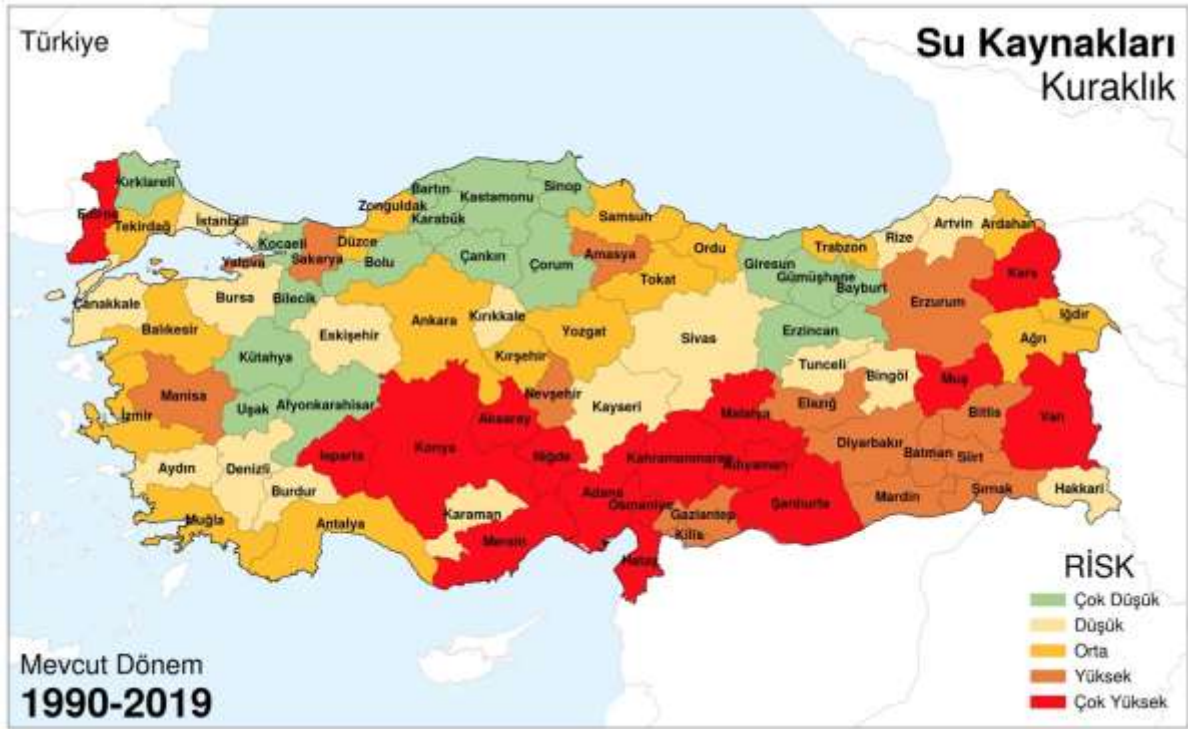 Türkiye
Su Kaynakları
Kuraklık
Kırklareli
Edirne
Tekirdağ
İstanbul
Kocaeli
Yalova
Sakarya
Düzce
Zonguldak
Bartın
Karabük
Kastamonu
Sinop
Samsun
Bolu
Çankırı
Çorum
Amasya
Ordu
Tokat
Giresun
Gümüşhane
Bayburt
Trabzon
Rize
Artvin
Ardahan
Kars
Erzurum
Iğdır
Ağrı
Çanakkale
Balıkesir
Bursa
Bilecik
Eskişehir
Kütahya
Ankara
Kırıkkale
Yozgat
Kırşehir
Sivas
Erzincan
Tunceli
Bingöl
Muş
Bitlis
Van
Manisa
İzmir
Uşak
Afyonkarahisar
Konya
Aksaray
Nevşehir
Kayseri
Malatya
Elazığ
Diyarbakır
Batman
Siirt
Aydın
Denizli
Isparta
Burdur
Niğde
Kahramanmaraş
Adıyaman
Şanlıurfa
Mardin
Şırnak
Hakkari
Muğla
Antalya
Karaman
Mersin
Adana
Osmaniye
Gaziantep
Kilis
Hatay
RİSK
Çok Düşük
Düşük
Orta
Yüksek
Çok Yüksek
Mevcut Dönem
1990-2019